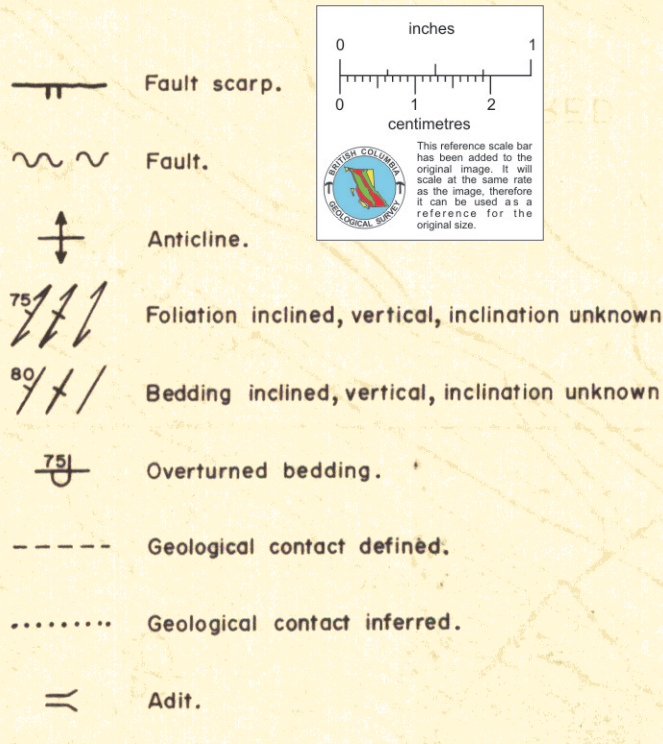 inches
0 1
0 1 2
centimetres
This reference scale bar
has been added to the
original image. It will
scale at the same rate
as the image, therefore
it can be used as a
reference for the
original size.
BRITISH COLUMBIA
GEOLOGICAL SURVEY
Fault scarp.
Fault.
Anticline.
75 Foliation inclined, vertical, inclination unknown
80 Bedding inclined, vertical, inclination unknown
75 Overturned bedding.
Geological contact defined.
Geological contact inferred.
Adit.